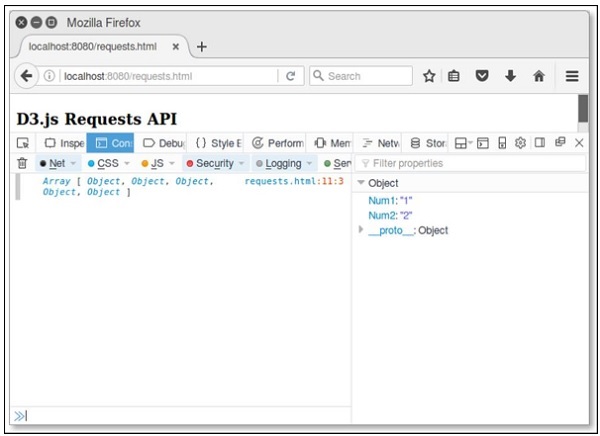 Mozilla Firefox
localhost:8080/requests.html
localhost:8080/requests.html Search
D3.js Requests API
Inspe Con Debu { } Style E Perform Mem Netw Stor
Net CSS JS Security Logging Ser Filter properties
Array [ Object, Object, Object, requests.html:11:3
Object, Object ]
Object
Num1: "1"
Num2: "2"
__proto__: Object